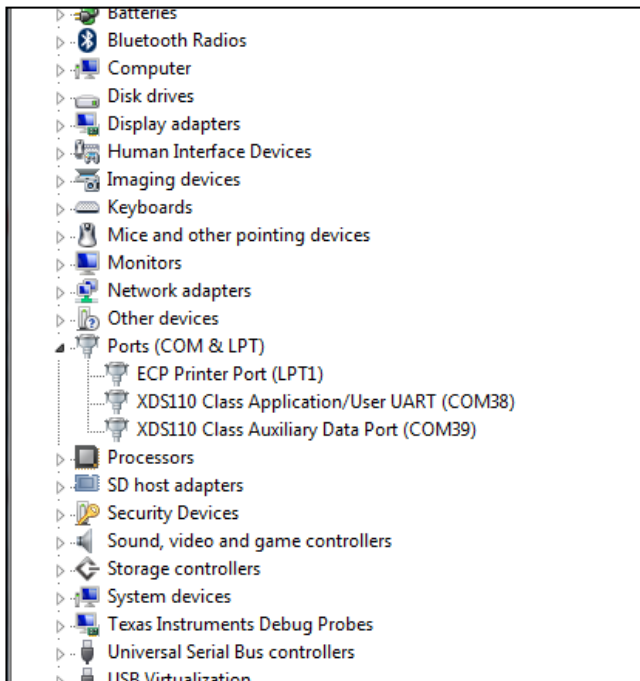 Batteries
Bluetooth Radios
Computer
Disk drives
Display adapters
Human Interface Devices
Imaging devices
Keyboards
Mice and other pointing devices
Monitors
Network adapters
Other devices
Ports (COM & LPT)
ECP Printer Port (LPT1)
XDS110 Class Application/User UART (COM38)
XDS110 Class Auxiliary Data Port (COM39)
Processors
SD host adapters
Security Devices
Sound, video and game controllers
Storage controllers
System devices
Texas Instruments Debug Probes
Universal Serial Bus controllers
USB Virtualization